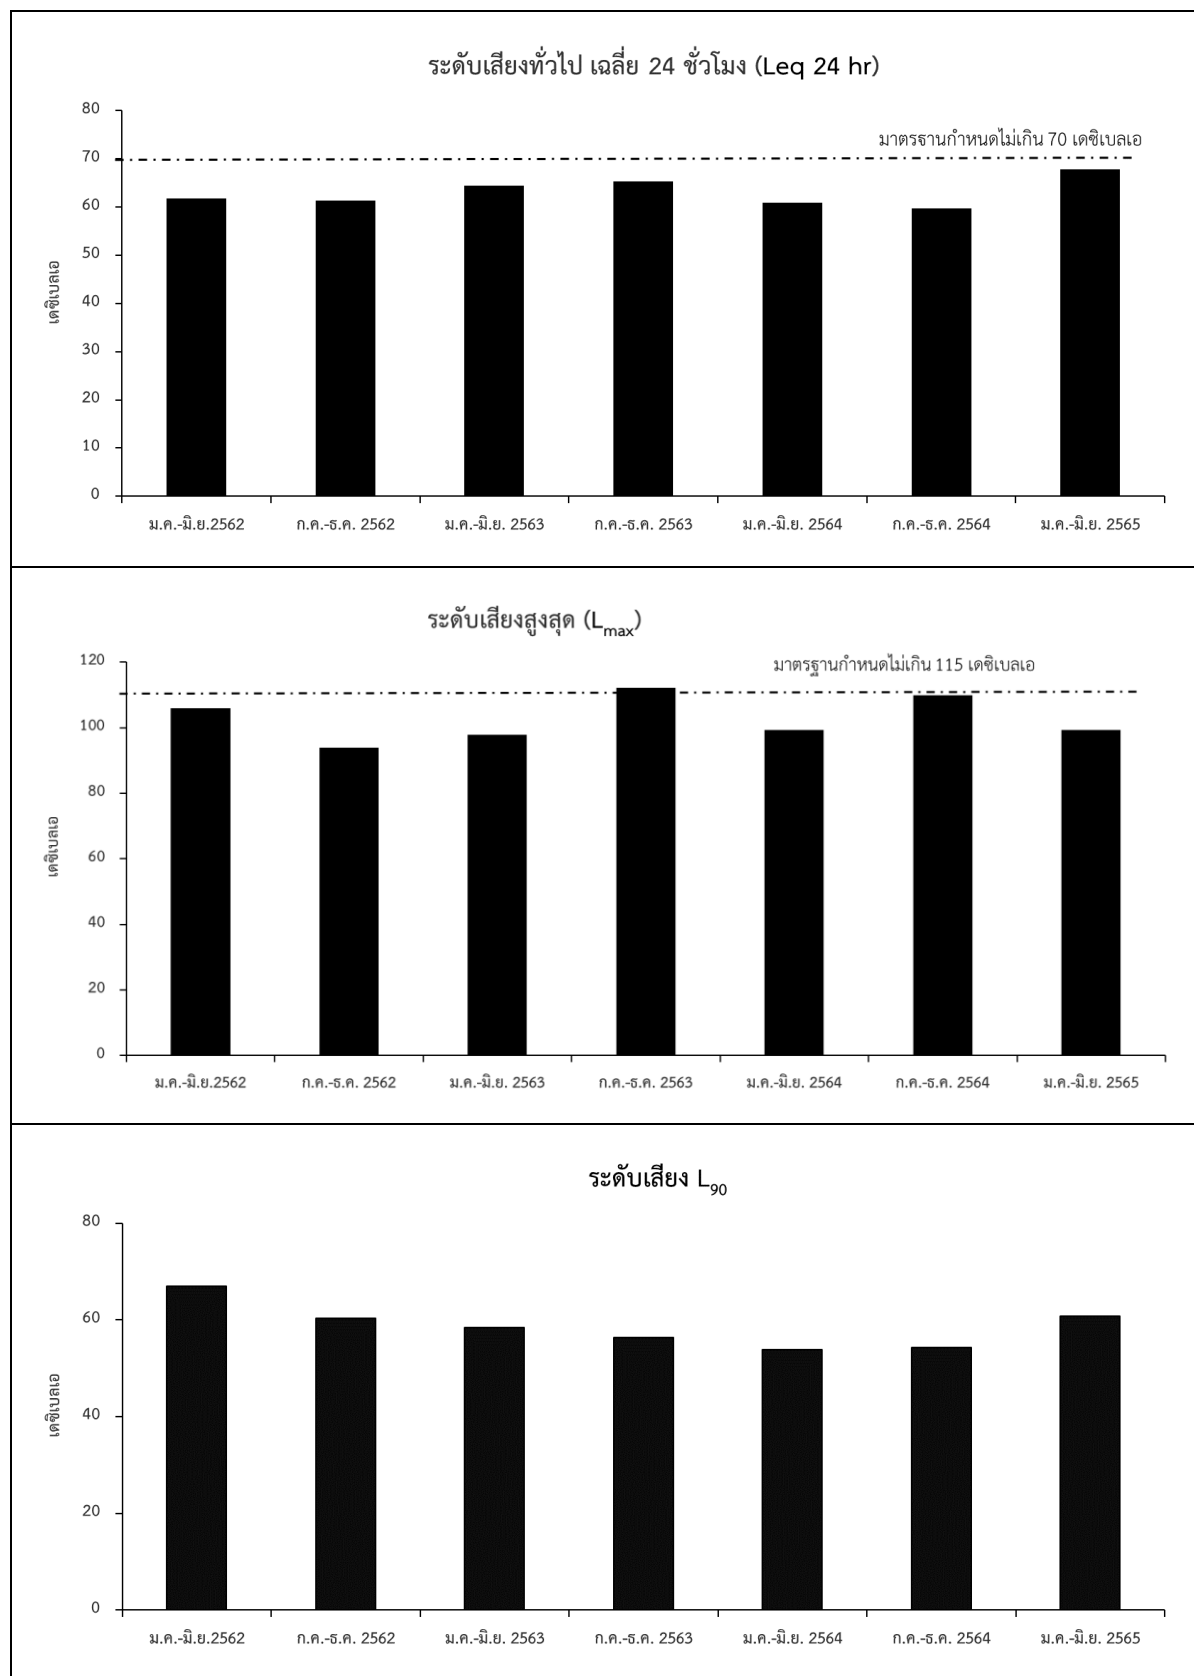 ระดับเสียงทั่วไป เฉลี่ย 24 ชั่วโมง (Leq 24 hr)
80
มาตรฐานกำหนดไม่เกิน 70 เดซิเบลเอ
70
60
50
เดซิเบลเอ
40
30
20
10
0
ม.ค.-มิ.ย.2562 ก.ค.-ธ.ค. 2562 ม.ค.-มิ.ย. 2563 ก.ค.-ธ.ค. 2563 ม.ค.-มิ.ย. 2564 ก.ค.-ธ.ค. 2564 ม.ค.-มิ.ย. 2565
ระดับเสียงสูงสุด (Lmax)
120
มาตรฐานกำหนดไม่เกิน 115 เดซิเบลเอ
100
80
เดซิเบลเอ
60
40
20
0
ม.ค.-มิ.ย.2562 ก.ค.-ธ.ค. 2562 ม.ค.-มิ.ย. 2563 ก.ค.-ธ.ค. 2563 ม.ค.-มิ.ย. 2564 ก.ค.-ธ.ค. 2564 ม.ค.-มิ.ย. 2565
ระดับเสียง L90
80
60
เดซิเบลเอ
40
20
0
ม.ค.-มิ.ย.2562 ก.ค.-ธ.ค. 2562 ม.ค.-มิ.ย. 2563 ก.ค.-ธ.ค. 2563 ม.ค.-มิ.ย. 2564 ก.ค.-ธ.ค. 2564 ม.ค.-มิ.ย. 2565